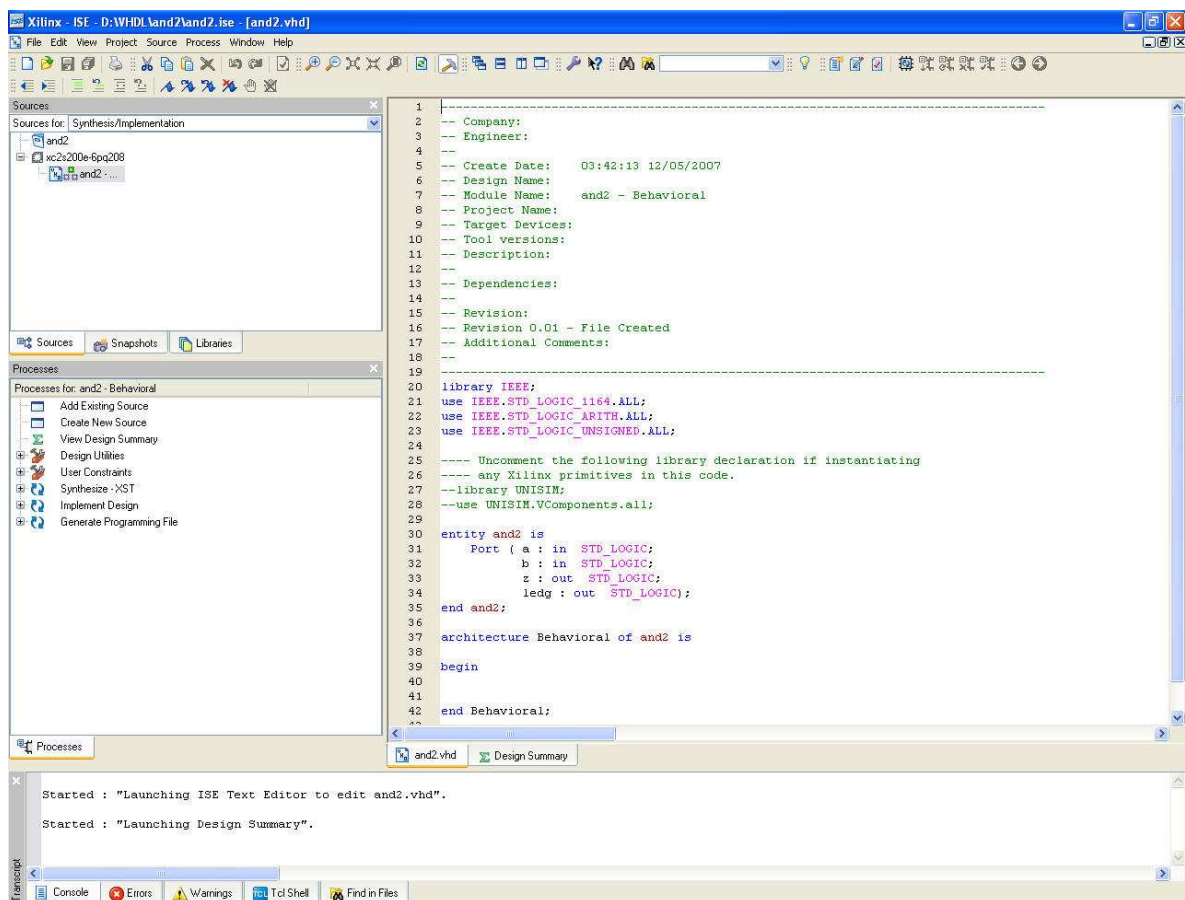 Xilinx - ISE - D:\WHDL\and2\and2.ise - [and2.vhd]
File Edit View Project Source Process Window Help
Sources
Sources for: Synthesis/Implementation
and2
xc2s200e-6pq208
and2 - ...
Sources Snapshots Libraries
Processes
Processes for: and2 - Behavioral
Add Existing Source
Create New Source
View Design Summary
Design Utilities
User Constraints
Synthesize - XST
Implement Design
Generate Programming File
Processes
1 --------------------------------------------------------------------------------
2 -- Company:
3 -- Engineer:
4 --
5 -- Create Date:    03:42:13 12/05/2007
6 -- Design Name:
7 -- Module Name:    and2 - Behavioral
8 -- Project Name:
9 -- Target Devices:
10 -- Tool versions:
11 -- Description:
12 --
13 -- Dependencies:
14 --
15 -- Revision:
16 -- Revision 0.01 - File Created
17 -- Additional Comments:
18 --
19 --------------------------------------------------------------------------------
20 library IEEE;
21 use IEEE.STD_LOGIC_1164.ALL;
22 use IEEE.STD_LOGIC_ARITH.ALL;
23 use IEEE.STD_LOGIC_UNSIGNED.ALL;
24
25 ---- Uncomment the following library declaration if instantiating
26 ---- any Xilinx primitives in this code.
27 --library UNISIM;
28 --use UNISIM.VComponents.all;
29
30 entity and2 is
31     Port ( a : in  STD_LOGIC;
32            b : in  STD_LOGIC;
33            z : out  STD_LOGIC;
34            ledg : out  STD_LOGIC);
35 end and2;
36
37 architecture Behavioral of and2 is
38
39 begin
40
41
42 end Behavioral;
and2.vhd Design Summary
Started : "Launching ISE Text Editor to edit and2.vhd".
Started : "Launching Design Summary".
Transcript
Console Errors Warnings Tcl Shell Find in Files